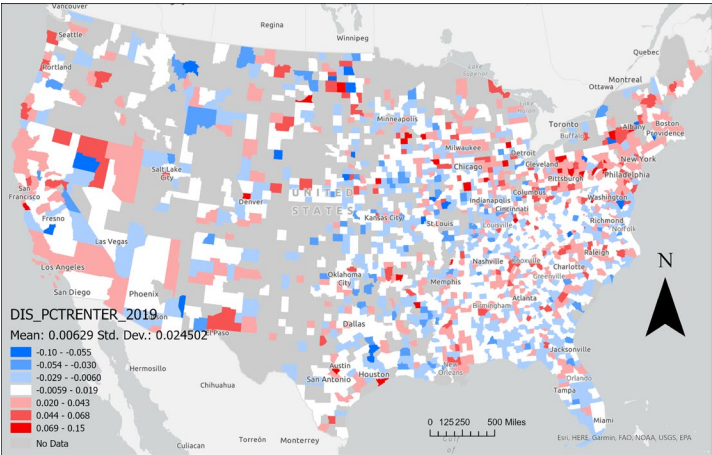 Vancouver
Regina
Winnipeg
Seattle
Portland
Quebec
Montreal
Ottawa
Lake
Superior
Minneapolis
Toronto
Buffalo
Albany
Boston
Providence
Milwaukee
Detroit
Chicago
Cleveland
New York
Pittsburgh
Philadelphia
Salt Lake
City
UNITED
STATES
Denver
Columbus
Indianapolis
Cincinnati
Washington
San
Francisco
Fresno
Kansas City
St. Louis
Louisville
Richmond
Norfolk
Las Vegas
Nashville
Knoxville
Raleigh
Charlotte
Greenville
Los Angeles
Oklahoma
City
Memphis
N
San Diego
Phoenix
Birmingham
Atlanta
Dallas
El Paso
DIS_PCTRENTER_2019
Mean: 0.00629 Std. Dev.: 0.024502
-0.10 - -0.055
-0.054 - -0.030
-0.029 - -0.0060
-0.0059 - 0.019
0.020 - 0.043
0.044 - 0.068
0.069 - 0.15
No Data
Hermosillo
Chihuahua
Austin
San Antonio
Houston
New
Orleans
Jacksonville
Orlando
Tampa
Miami
0 125 250 500 Miles
Gulf
of
Culiacan
Torreón
Monterrey
Esri, HERE, Garmin, FAO, NOAA, USGS, EPA